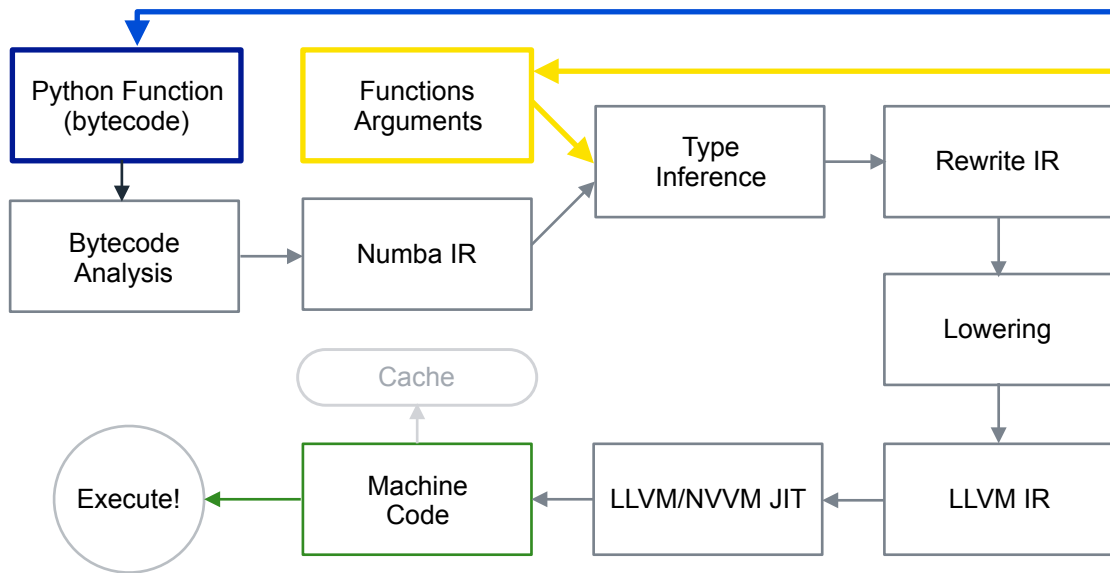 Python Function
(bytecode)
Functions
Arguments
Type
Inference
Rewrite IR
Bytecode
Analysis
Numba IR
Lowering
Cache
Execute!
Machine
Code
LLVM/NVVM JIT
LLVM IR